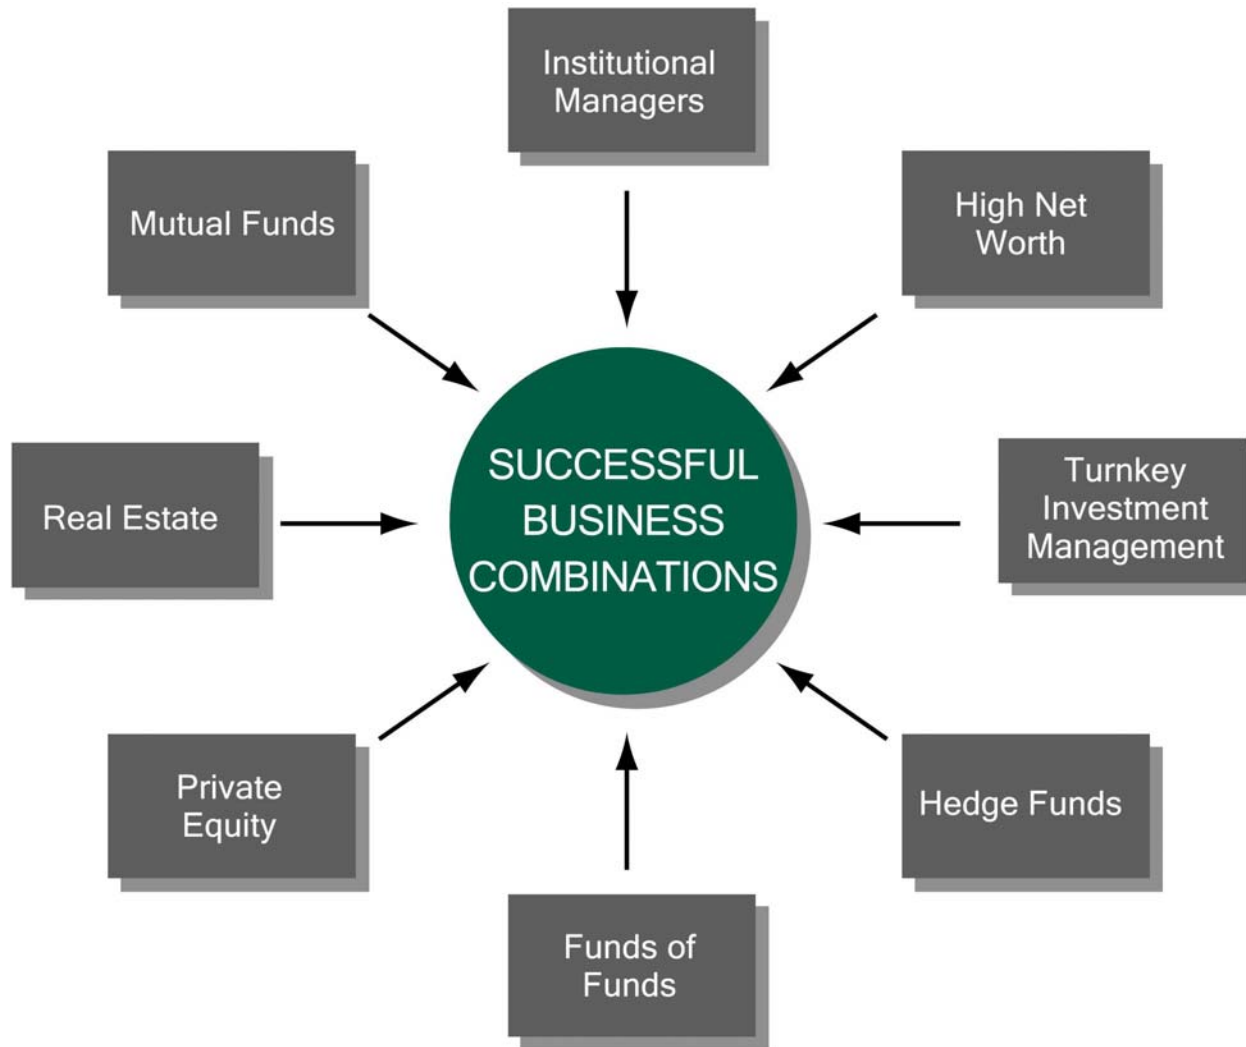 Institutional
Managers
Mutual Funds
High Net
Worth
SUCCESSFUL
BUSINESS
COMBINATIONS
Real Estate
Turnkey
Investment
Management
Private
Equity
Hedge Funds
Funds of
Funds